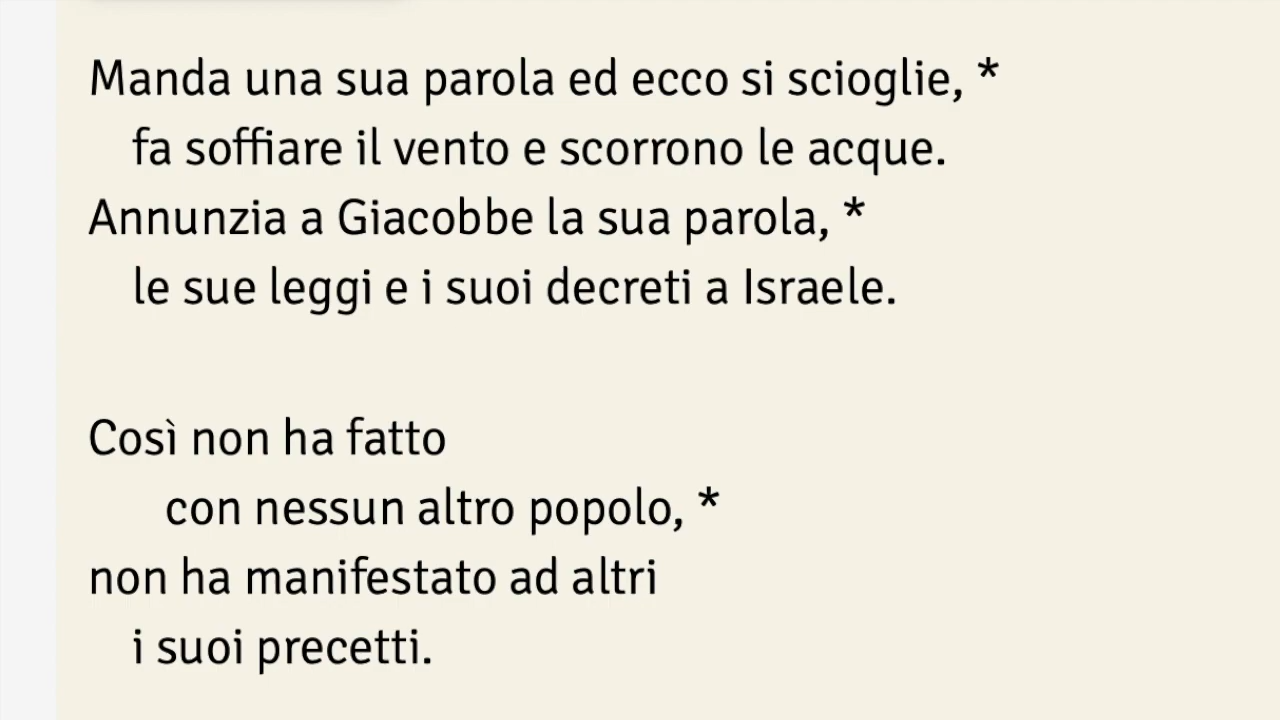 Manda una sua parola ed ecco si scioglie, *
fa soffiare il vento e scorrono le acque.
Annunzia a Giacobbe la sua parola, *
le sue leggi e i suoi decreti a Israele.
Così non ha fatto
con nessun altro popolo, *
non ha manifestato ad altri
i suoi precetti.